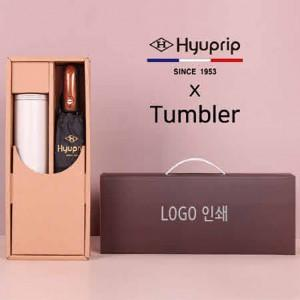 Hyuprip
SINCE 1953
X
Tumbler
Hyuprip
LOGO 인쇄